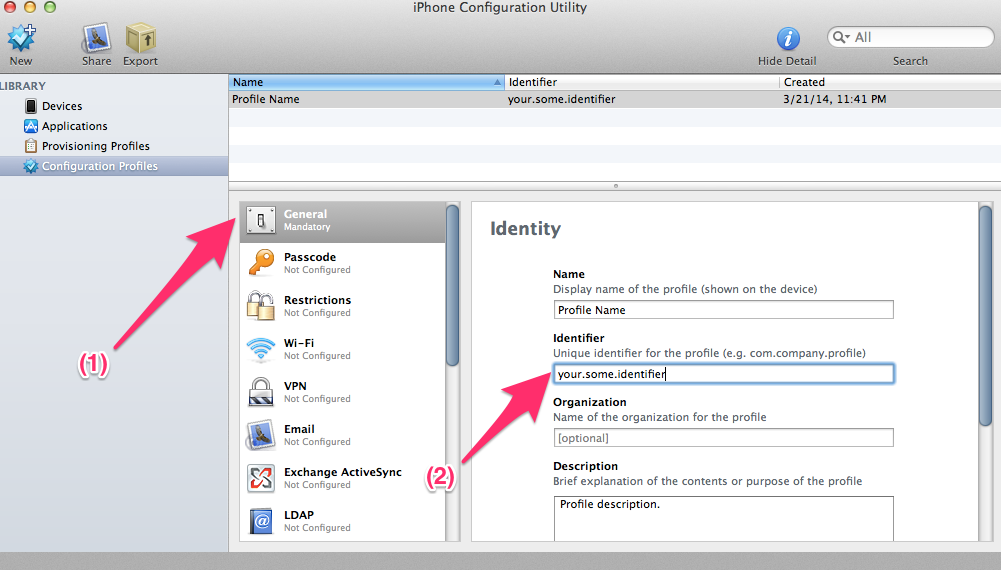 iPhone Configuration Utility
New
Share
Export
Hide Detail
All
Search
LIBRARY
Devices
Applications
Provisioning Profiles
Configuration Profiles
Name
Identifier
Created
Profile Name
your.some.identifier
3/21/14, 11:41 PM
General
Mandatory
Passcode
Not Configured
Restrictions
Not Configured
Wi-Fi
Not Configured
VPN
Not Configured
Email
Not Configured
Exchange ActiveSync
Not Configured
LDAP
Not Configured
(1)
Identity
Name
Display name of the profile (shown on the device)
Profile Name
Identifier
Unique identifier for the profile (e.g. com.company.profile)
your.some.identifier
(2)
Organization
Name of the organization for the profile
[optional]
Description
Brief explanation of the contents or purpose of the profile
Profile description.